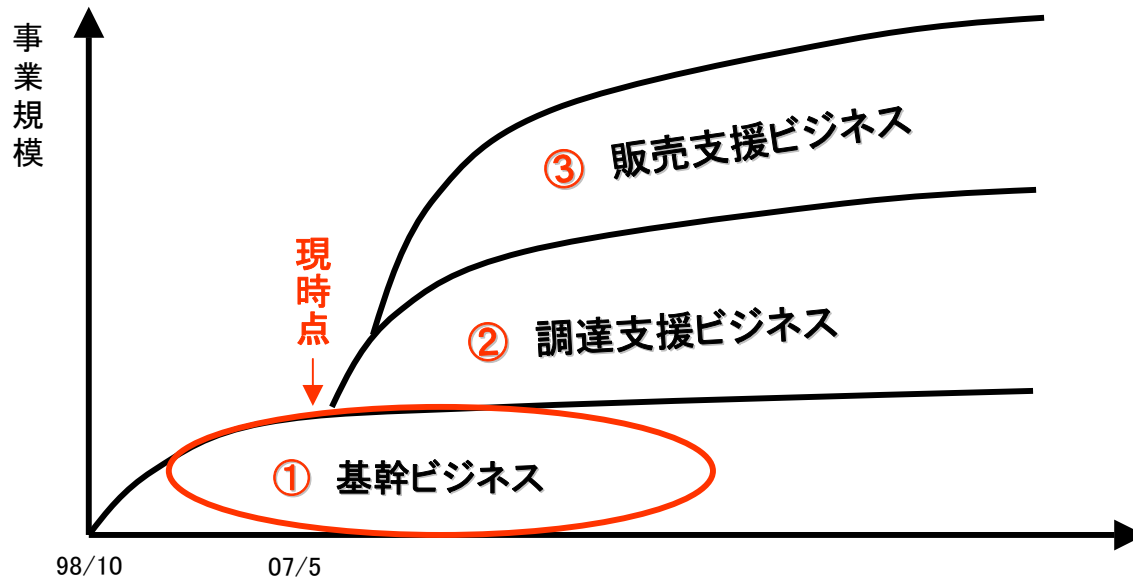 事業規模
③ 販売支援ビジネス
現時点
② 調達支援ビジネス
① 基幹ビジネス
98/10
07/5